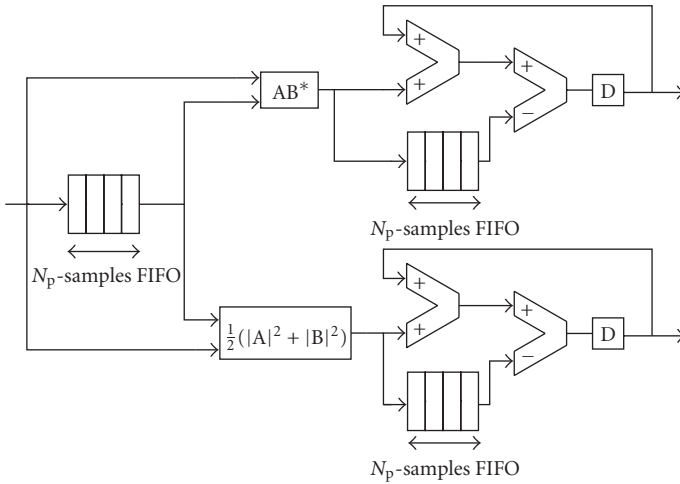 +
+
+
−
AB*
D
N_p-samples FIFO
N_p-samples FIFO
+
+
+
−
½(|A|² + |B|²)
D
N_p-samples FIFO